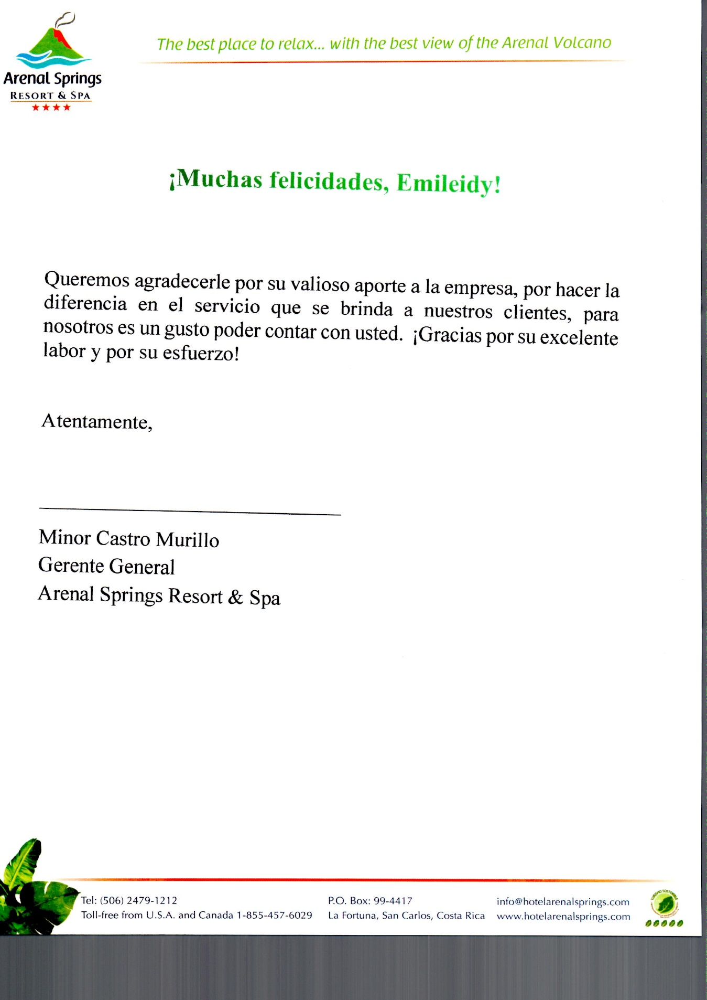 The best place to relax... with the best view of the Arenal Volcano
Arenal Springs
RESORT & SPA
¡Muchas felicidades, Emileidy!
Queremos agradecerle por su valioso aporte a la empresa, por hacer la
diferencia en el servicio que se brinda a nuestros clientes, para
nosotros es un gusto poder contar con usted. ¡Gracias por su excelente
labor y por su esfuerzo!
Atentamente,
Minor Castro Murillo
Gerente General
Arenal Springs Resort & Spa
Tel: (506) 2479-1212
Toll-free from U.S.A. and Canada 1-855-457-6029
P.O. Box: 99-4417
La Fortuna, San Carlos, Costa Rica
info@hotelarenalsprings.com
www.hotelarenalsprings.com
TURISMO SOSTENIBLE